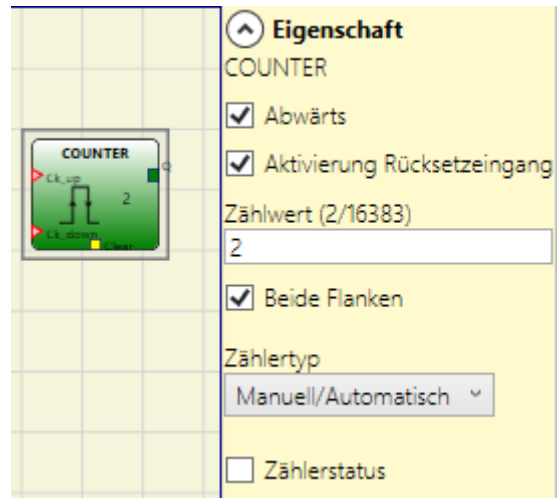 COUNTER
Ck_up
Q
2
Ck_down
Clear
Eigenschaft
COUNTER
Abwärts
Aktivierung Rücksetzeingang
Zählwert (2/16383)
2
Beide Flanken
Zählertyp
Manuell/Automatisch
Zählerstatus